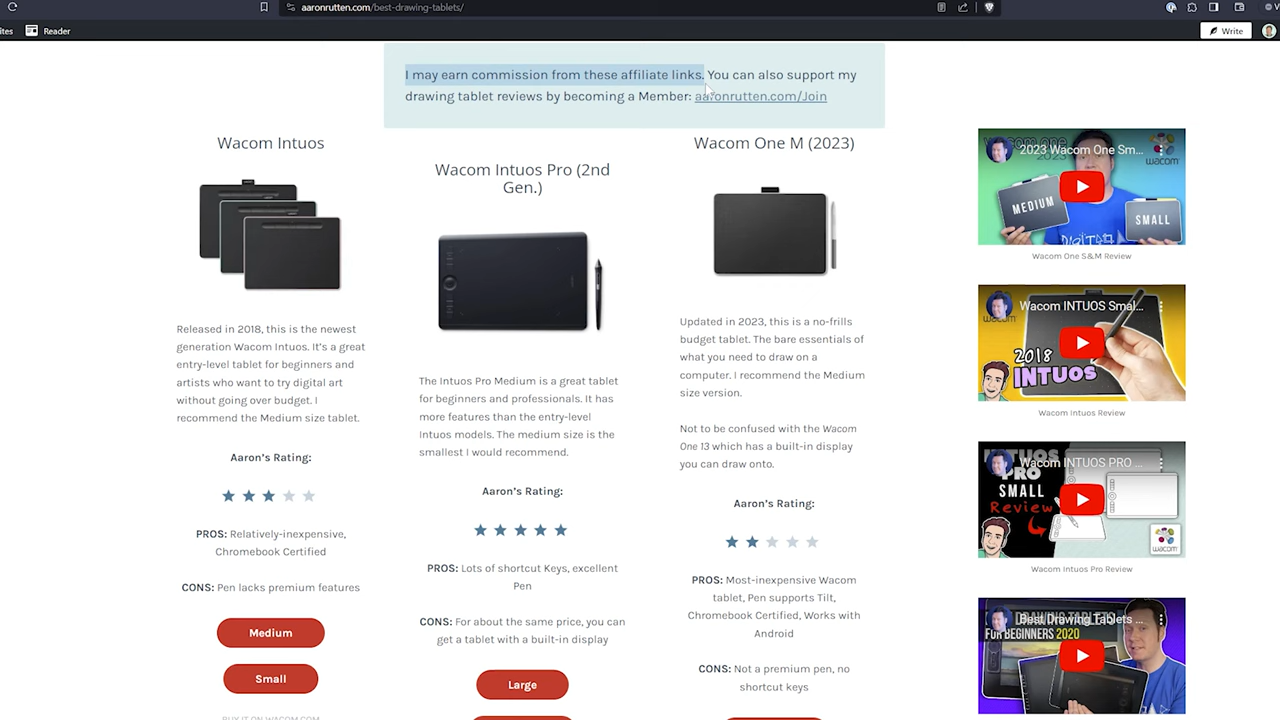 aaronrutten.com/best-drawing-tablets/
ites
Reader
Write
I may earn commission from these affiliate links. You can also support my
drawing tablet reviews by becoming a Member: aaronrutten.com/Join
Wacom Intuos
Released in 2018, this is the newest
generation Wacom Intuos. It's a great
entry-level tablet for beginners and
artists who want to try digital art
without going over budget. I
recommend the Medium size tablet.
Aaron's Rating:
PROS: Relatively-inexpensive,
Chromebook Certified
CONS: Pen lacks premium features
Medium
Small
BUY IT ON WACOM.COM
Wacom Intuos Pro (2nd
Gen.)
The Intuos Pro Medium is a great tablet
for beginners and professionals. It has
more features than the entry-level
Intuos models. The medium size is the
smallest I would recommend.
Aaron's Rating:
PROS: Lots of shortcut Keys, excellent
Pen
CONS: For about the same price, you can
get a tablet with a built-in display
Large
Wacom One M (2023)
Updated in 2023, this is a no-frills
budget tablet. The bare essentials of
what you need to draw on a
computer. I recommend the Medium
size version.
Not to be confused with the Wacom
One 13 which has a built-in display
you can draw onto.
Aaron's Rating:
PROS: Most-inexpensive Wacom
tablet, Pen supports Tilt,
Chromebook Certified, Works with
Android
CONS: Not a premium pen, no
shortcut keys
2023 Wacom One Sm...
wacom
MEDIUM
SMALL
Wacom One S&M Review
Wacom INTUOS Smal...
2018
INTUOS
Wacom Intuos Review
Wacom INTUOS PRO ...
INTUOS
PRO
SMALL
Review
wacom
Wacom Intuos Pro Review
Best Drawing Tablets ...
DRAWING TABLETS
FOR BEGINNERS 2020